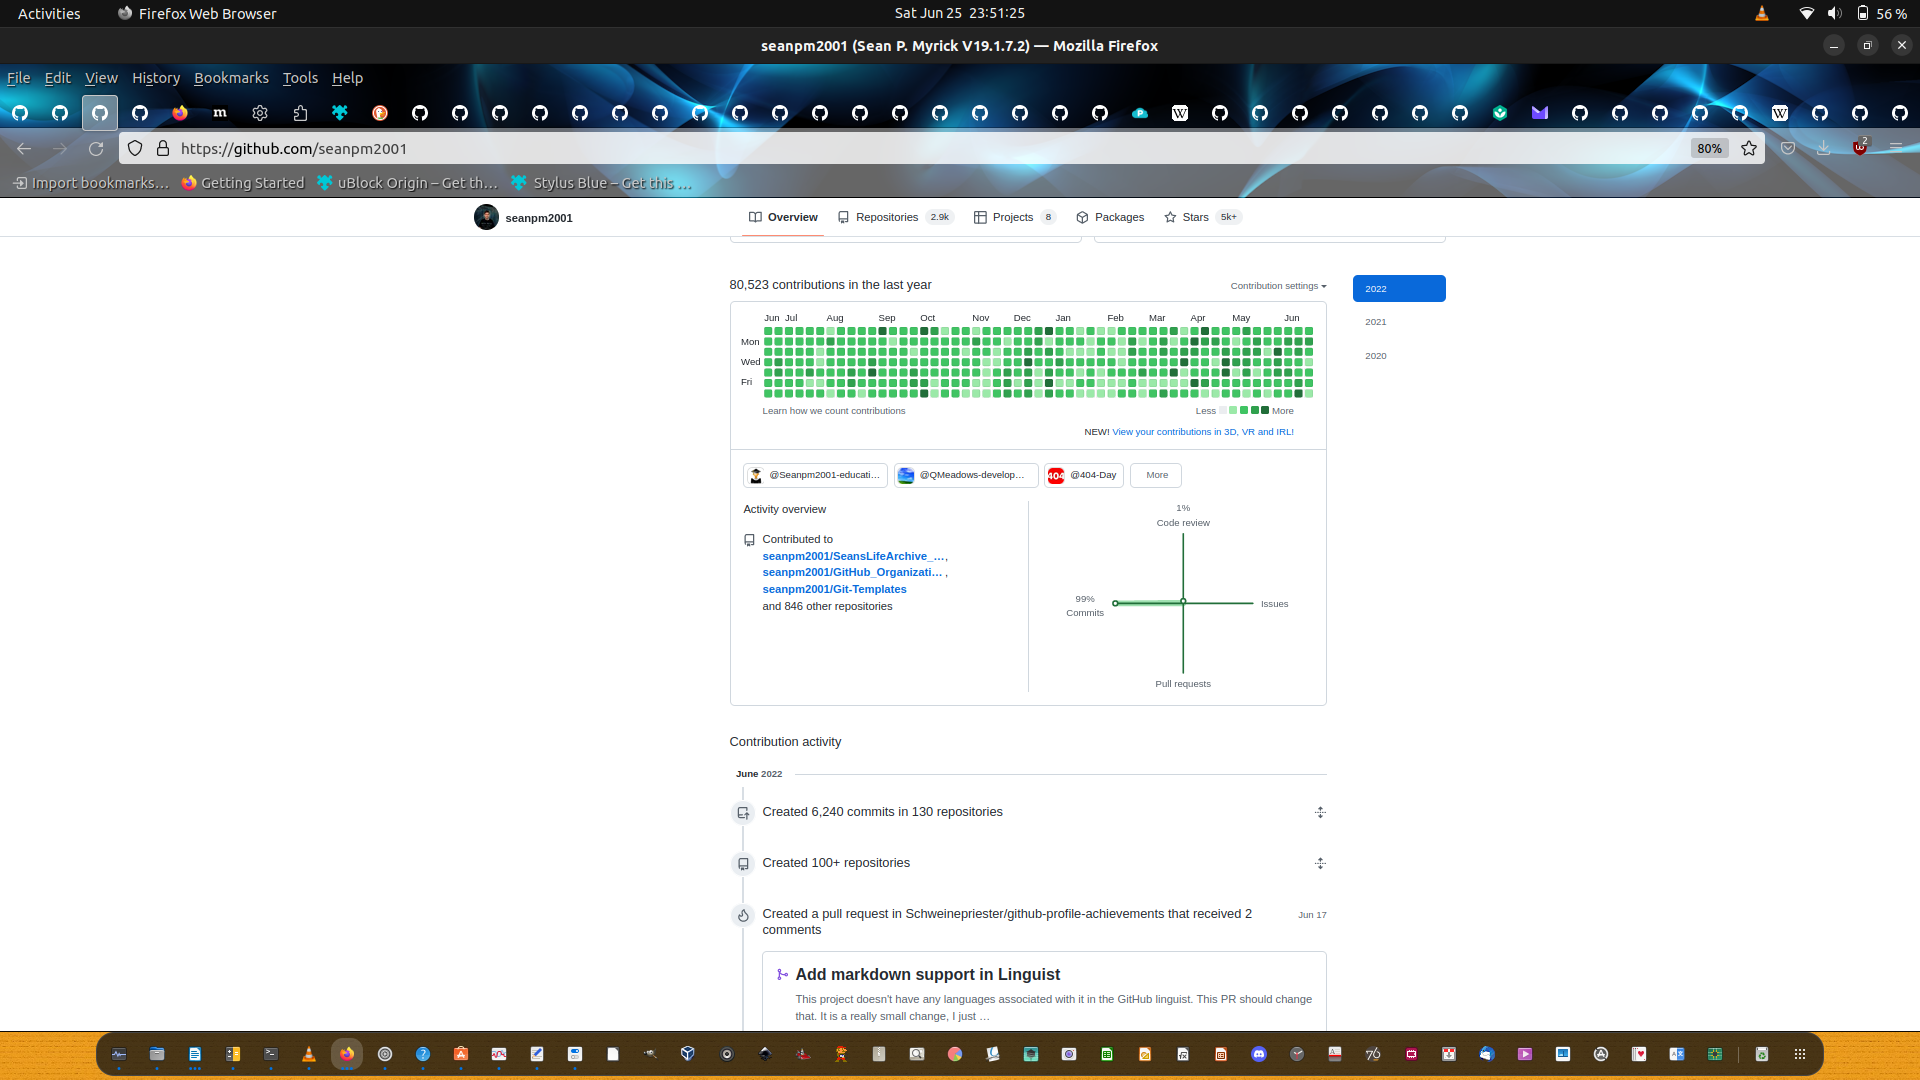 Activities
Firefox Web Browser
Sat Jun 25 23:51:25
56 %
seanpm2001 (Sean P. Myrick V19.1.7.2) — Mozilla Firefox
File Edit View History Bookmarks Tools Help
https://github.com/seanpm2001
80%
2
Import bookmarks…
Getting Started
uBlock Origin – Get th…
Stylus Blue – Get this …
seanpm2001
Overview
Repositories 2.9k
Projects 8
Packages
Stars 5k+
80,523 contributions in the last year
Contribution settings
2022
2021
2020
Jun Jul Aug Sep Oct Nov Dec Jan Feb Mar Apr May Jun
Mon
Wed
Fri
Learn how we count contributions
Less More
NEW! View your contributions in 3D, VR and IRL!
@Seanpm2001-educati…
@QMeadows-develop…
404 @404-Day
More
Activity overview
Contributed to
seanpm2001/SeansLifeArchive_…,
seanpm2001/GitHub_Organizati… ,
seanpm2001/Git-Templates
and 846 other repositories
1%
Code review
99%
Commits
Issues
Pull requests
Contribution activity
June 2022
Created 6,240 commits in 130 repositories
Created 100+ repositories
Created a pull request in Schweinepriester/github-profile-achievements that received 2
comments
Jun 17
Add markdown support in Linguist
This project doesn't have any languages associated with it in the GitHub linguist. This PR should change
that. It is a really small change, I just …